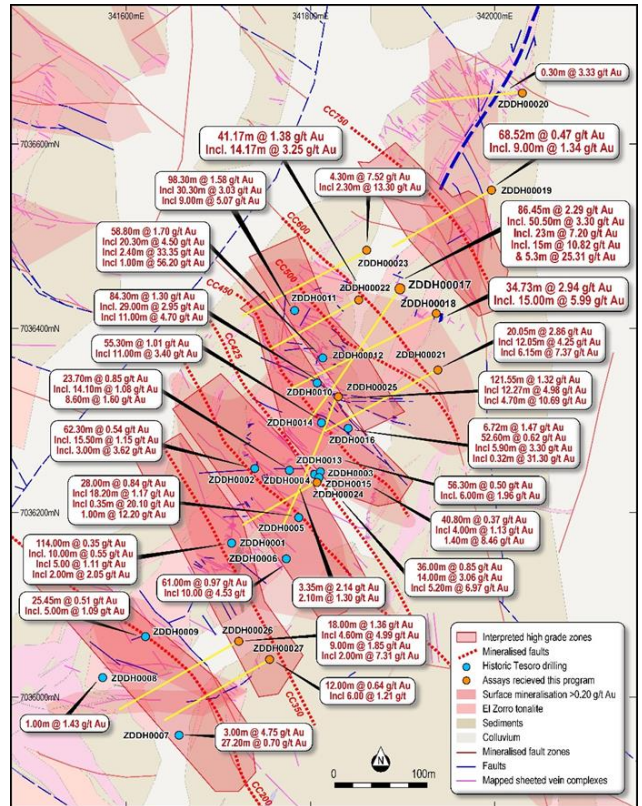 341600mE
341800mE
342000mE
7036600mN
7036400mN
7036200mN
7036000mN
0.30m @ 3.33 g/t Au
ZDDH00020
CC750
41.17m @ 1.38 g/t Au
Incl. 14.17m @ 3.25 g/t Au
68.52m @ 0.47 g/t Au
Incl. 9.00m @ 1.34 g/t Au
98.30m @ 1.58 g/t Au
Incl 30.30m @ 3.03 g/t Au
Incl 9.00m @ 5.07 g/t Au
4.30m @ 7.52 g/t Au
Incl 2.30m @ 13.30 g/t Au
ZDDH00019
CC600
86.45m @ 2.29 g/t Au
Incl. 50.50m @ 3.30 g/t Au
Incl. 23m @ 7.20 g/t Au
Incl. 15m @ 10.82 g/t Au
& 5.3m @ 25.31 g/t Au
58.80m @ 1.70 g/t Au
Incl 20.30m @ 4.50 g/t Au
Incl 2.40m @ 33.35 g/t Au
Incl 1.00m @ 56.20 g/t Au
ZDDH00023
CC500
ZDDH00022
ZDDH00017
CC450
ZDDH0011
ZDDH00018
34.73m @ 2.94 g/t Au
Incl. 15.00m @ 5.99 g/t Au
84.30m @ 1.30 g/t Au
Incl. 29.00m @ 2.95 g/t Au
Incl 11.00m @ 4.70 g/t Au
CC425
55.30m @ 1.01 g/t Au
Incl 11.00m @ 3.40 g/t Au
ZDDH00012
ZDDH00021
20.05m @ 2.86 g/t Au
Incl 12.05m @ 4.25 g/t Au
Incl 6.15m @ 7.37 g/t Au
23.70m @ 0.85 g/t Au
Incl. 14.10m @ 1.08 g/t Au
8.60m @ 1.60 g/t Au
ZDDH0010
ZDDH00025
121.55m @ 1.32 g/t Au
Incl 12.27m @ 4.98 g/t Au
Incl 4.70m @ 10.69 g/t Au
62.30m @ 0.54 g/t Au
Incl. 15.50m @ 1.15 g/t Au
Incl. 3.00m @ 3.62 g/t Au
ZDDH0014
ZDDH0016
6.72m @ 1.47 g/t Au
52.60m @ 0.62 g/t Au
Incl 5.90m @ 3.30 g/t Au
Incl 0.32m @ 31.30 g/t Au
ZDDH0013
ZDDH0002
ZDDH0004
ZDDH0003
ZDDH0015
ZDDH00024
56.30m @ 0.50 g/t Au
Incl. 6.00m @ 1.96 g/t Au
28.00m @ 0.84 g/t Au
Incl 18.20m @ 1.17 g/t Au
Incl 0.35m @ 20.10 g/t Au
1.00m @ 12.20 g/t Au
ZDDH0005
40.80m @ 0.37 g/t Au
Incl 4.00m @ 1.13 g/t Au
1.40m @ 8.46 g/t Au
114.00m @ 0.35 g/t Au
Incl. 10.00m @ 0.55 g/t Au
Incl 5.00 @ 1.11 g/t Au
Incl 2.00m @ 2.05 g/t Au
ZDDH0001
ZDDH0006
36.00m @ 0.85 g/t Au
14.00m @ 3.06 g/t Au
Incl 5.20m @ 6.97 g/t Au
61.00m @ 0.97 g/t Au
Incl 10.00 @ 4.53 g/t
3.35m @ 2.14 g/t Au
2.10m @ 1.30 g/t Au
25.45m @ 0.51 g/t Au
Incl. 5.00m @ 1.09 g/t Au
ZDDH0009
ZDDH00026
18.00m @ 1.36 g/t Au
Incl 4.60m @ 4.99 g/t Au
9.00m @ 1.85 g/t Au
Incl 2.00m @ 7.31 g/t Au
ZDDH00027
ZDDH0008
12.00m @ 0.64 g/t Au
Incl 6.00 @ 1.21 g/t
CC350
1.00m @ 1.43 g/t Au
ZDDH0007
3.00m @ 4.75 g/t Au
27.20m @ 0.70 g/t Au
CC200
N
0
100m
Interpreted high grade zones
Mineralised faults
Historic Tesoro drilling
Assays recieved this program
Surface mineralisation >0.20 g/t Au
El Zorro tonalite
Sediments
Colluvium
Mineralised fault zones
Faults
Mapped sheeted vein complexes